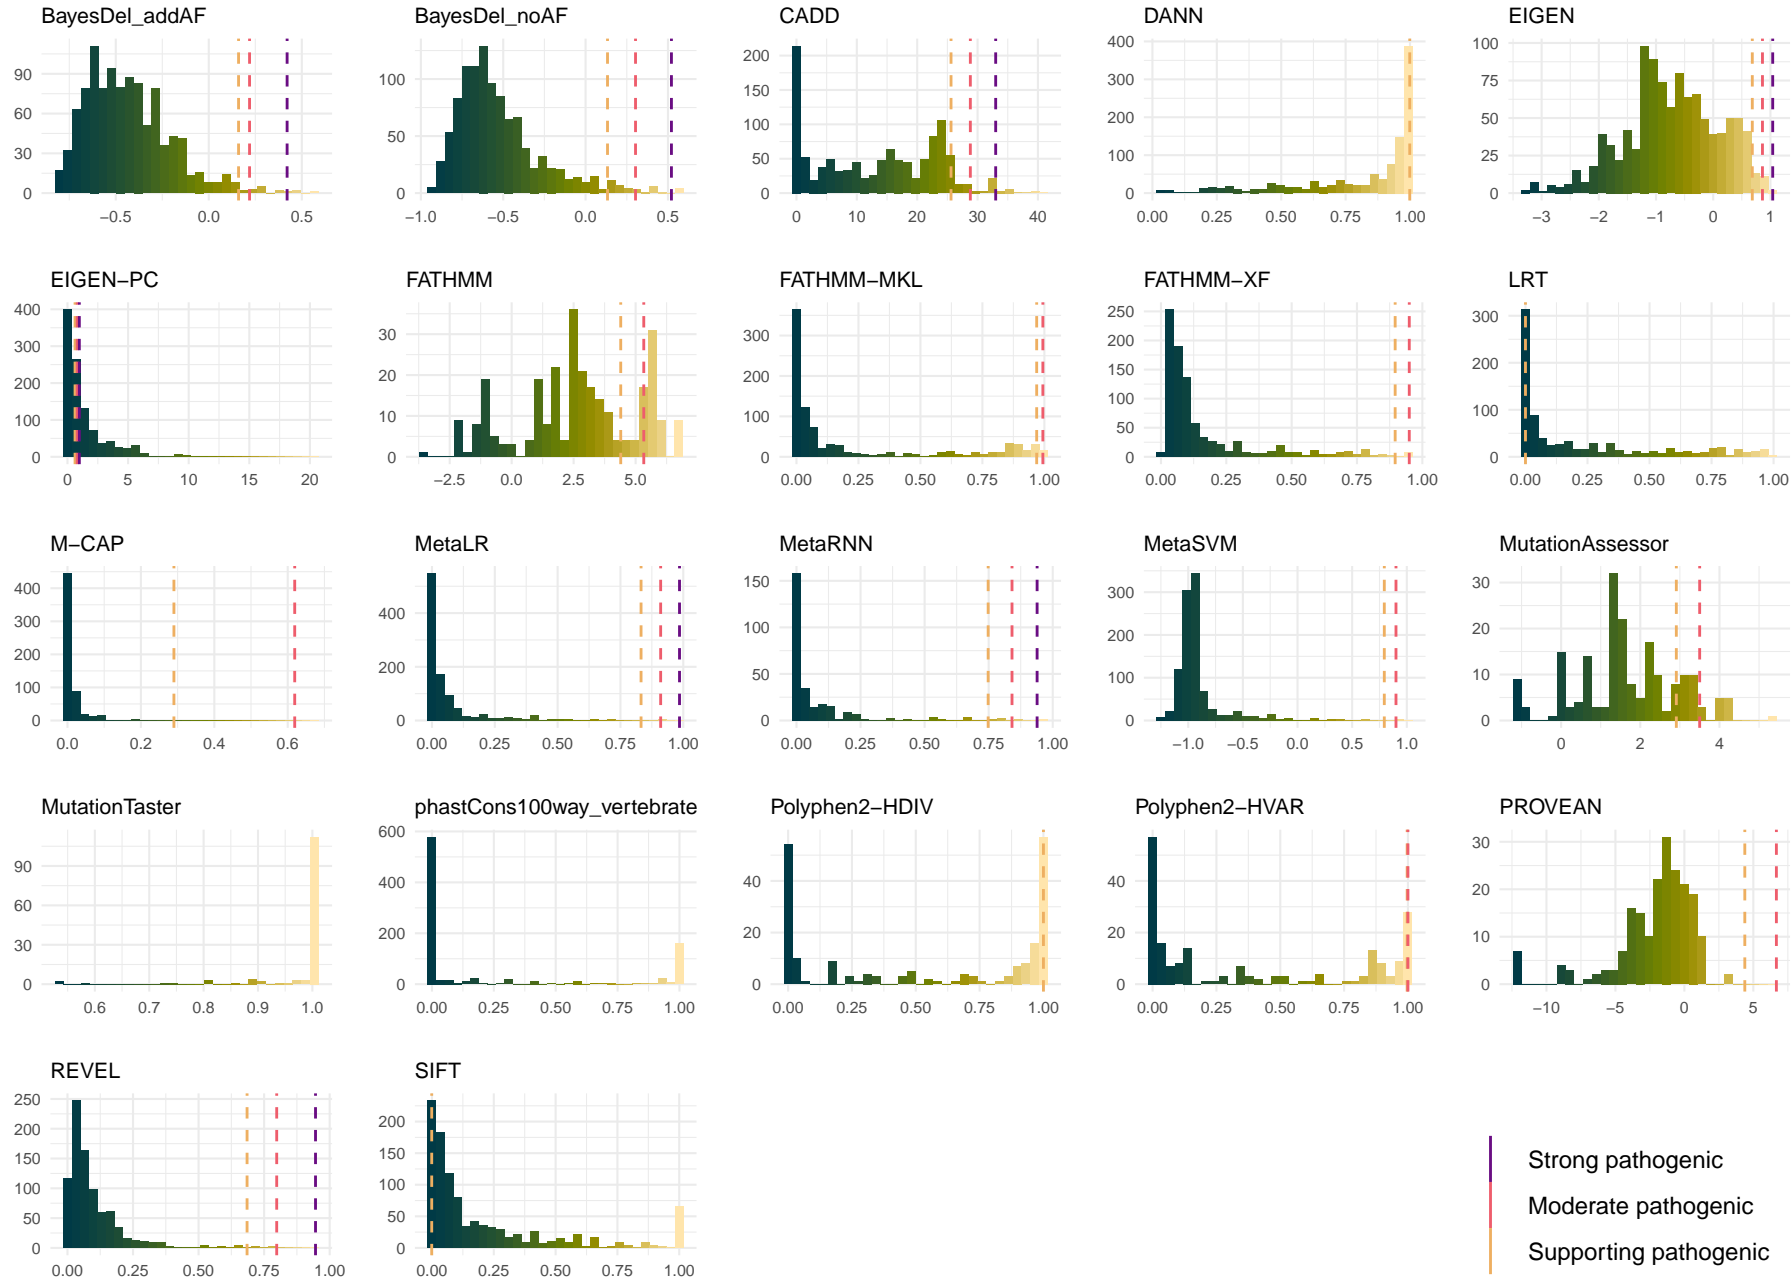 BayesDel_addAF BayesDel_noAF CADD DANN EIGEN
90 60 30 0
−0.5 0.0 0.5
100 50 0
−1.0 −0.5 0.0 0.5
200 150 100 50 0
0 10 20 30 40
400 300 200 100 0
0.00 0.25 0.50 0.75 1.00
100 75 50 25 0
−3 −2 −1 0 1
EIGEN−PC FATHMM FATHMM−MKL FATHMM−XF LRT
400 300 200 100 0
0 5 10 15 20
30 20 10 0
−2.5 0.0 2.5 5.0
300 200 100 0
0.00 0.25 0.50 0.75 1.00
250 200 150 100 50 0
0.00 0.25 0.50 0.75 1.00
300 200 100 0
0.00 0.25 0.50 0.75 1.00
M−CAP MetaLR MetaRNN MetaSVM MutationAssessor
400 300 200 100 0
0.0 0.2 0.4 0.6
400 200 0
0.00 0.25 0.50 0.75 1.00
150 100 50 0
0.00 0.25 0.50 0.75 1.00
300 200 100 0
−1.0 −0.5 0.0 0.5 1.0
30 20 10 0
0 2 4
MutationTaster phastCons100way_vertebrate Polyphen2−HDIV Polyphen2−HVAR PROVEAN
90 60 30 0
0.6 0.7 0.8 0.9 1.0
600 400 200 0
0.00 0.25 0.50 0.75 1.00
40 20 0
0.00 0.25 0.50 0.75 1.00
40 20 0
0.00 0.25 0.50 0.75 1.00
30 20 10 0
−10 −5 0 5
REVEL SIFT
250 200 150 100 50 0
0.00 0.25 0.50 0.75 1.00
200 150 100 50 0
0.00 0.25 0.50 0.75 1.00
Strong pathogenic
Moderate pathogenic
Supporting pathogenic